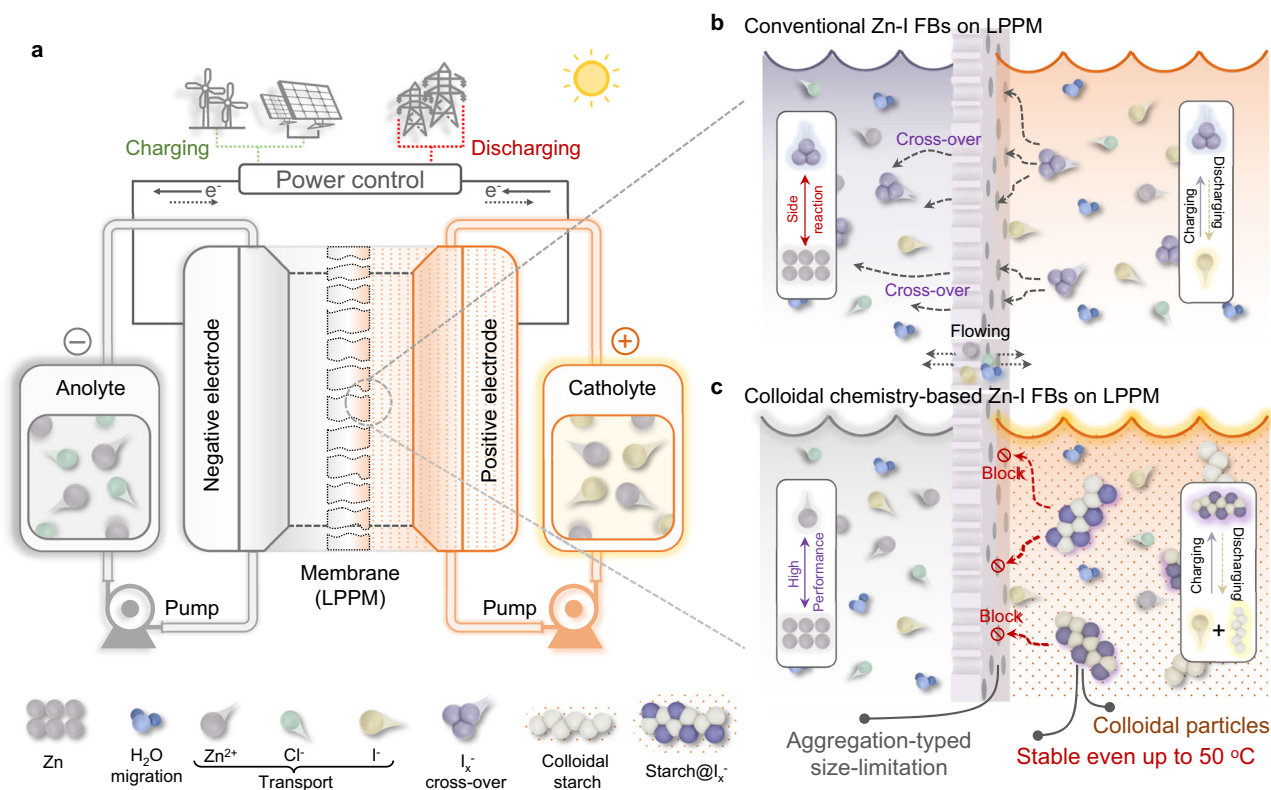 a
Charging
Discharging
Power control
e⁻
e⁻
−
+
Anolyte
Catholyte
Negative electrode
Positive electrode
Membrane
(LPPM)
Pump
Pump
Zn
H₂O
migration
Zn²⁺
Cl⁻
I⁻
Transport
Iₓ⁻
cross-over
Colloidal
starch
Starch@Iₓ⁻
b
Conventional Zn-I FBs on LPPM
Cross-over
Cross-over
Side
reaction
Charging
Discharging
Flowing
c
Colloidal chemistry-based Zn-I FBs on LPPM
Block
Block
High
Performance
Charging
Discharging
+
Aggregation-typed
size-limitation
Colloidal particles
Stable even up to 50 ºC